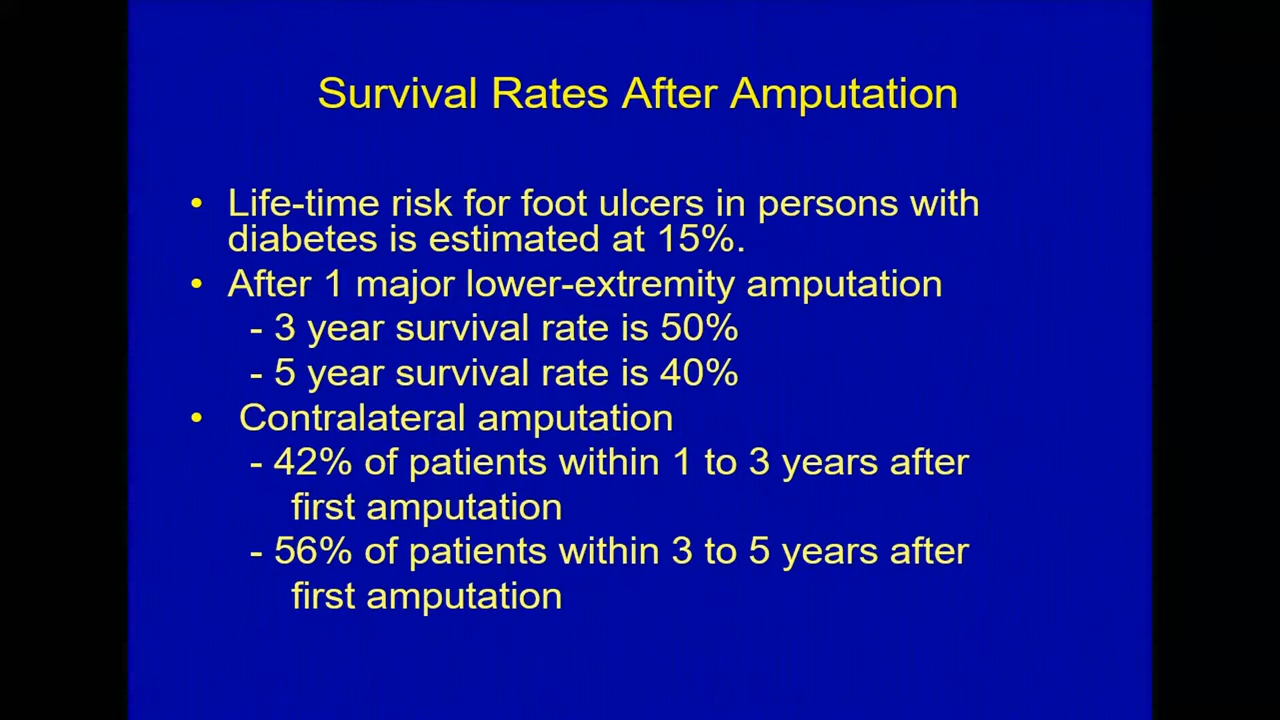 Survival Rates After Amputation
• Life-time risk for foot ulcers in persons with
diabetes is estimated at 15%.
• After 1 major lower-extremity amputation
- 3 year survival rate is 50%
- 5 year survival rate is 40%
• Contralateral amputation
- 42% of patients within 1 to 3 years after
first amputation
- 56% of patients within 3 to 5 years after
first amputation